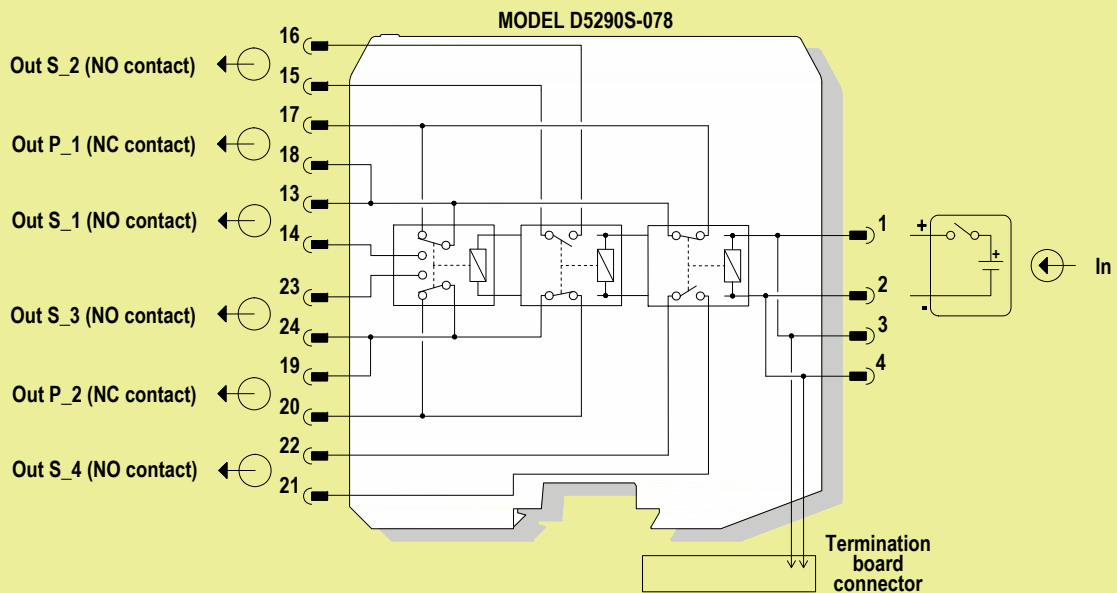 MODEL D5290S-078
16
Out S_2 (NO contact)
15
17
Out P_1 (NC contact)
18
13
Out S_1 (NO contact)
14
23
Out S_3 (NO contact)
24
19
Out P_2 (NC contact)
20
22
Out S_4 (NO contact)
21
1
+
+
In
2
-
3
4
Termination
board
connector